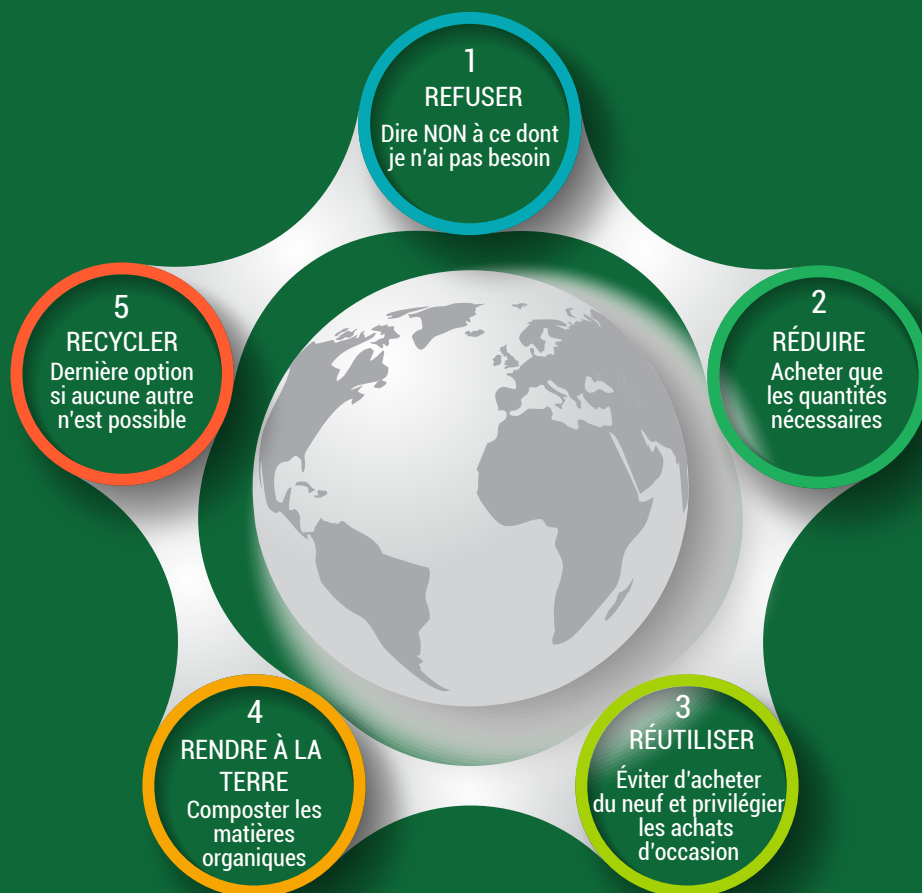 1
REFUSER
Dire NON à ce dont
je n'ai pas besoin
2
RÉDUIRE
Acheter que
les quantités
nécessaires
3
RÉUTILISER
Éviter d'acheter
du neuf et privilégier
les achats
d'occasion
4
RENDRE À LA
TERRE
Composter les
matières
organiques
5
RECYCLER
Dernière option
si aucune autre
n'est possible